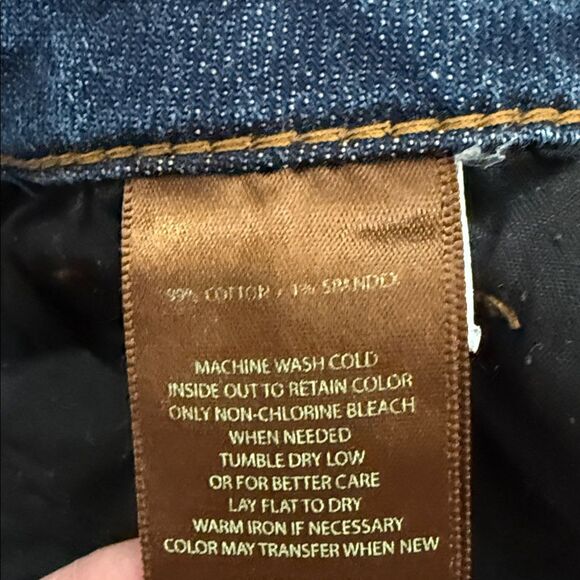 99% COTTON / 1% SPANDEX
MACHINE WASH COLD
INSIDE OUT TO RETAIN COLOR
ONLY NON-CHLORINE BLEACH
WHEN NEEDED
TUMBLE DRY LOW
OR FOR BETTER CARE
LAY FLAT TO DRY
WARM IRON IF NECESSARY
COLOR MAY TRANSFER WHEN NEW